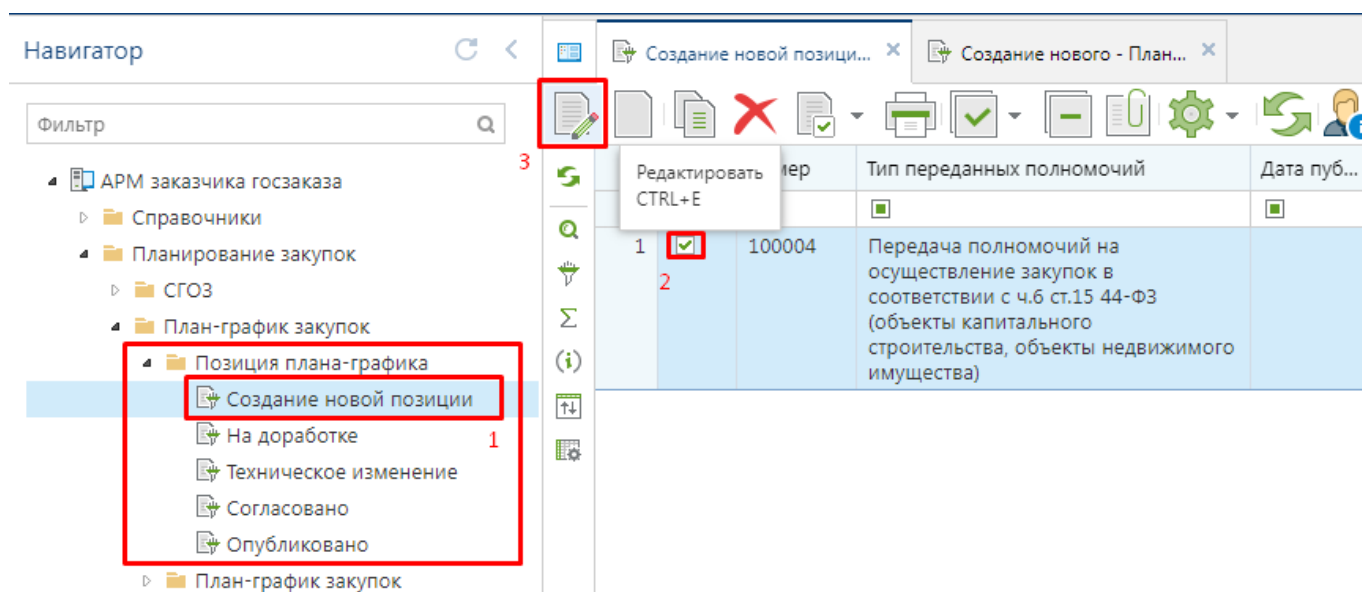 Навигатор
Создание новой позици...
Создание нового - План...
Фильтр
3
Редактировать
CTRL+E
мер
Тип переданных полномочий
Дата пуб...
АРМ заказчика госзаказа
Справочники
Планирование закупок
СГОЗ
План-график закупок
Позиция плана-графика
Создание новой позиции
1
На доработке
Техническое изменение
Согласовано
Опубликовано
План-график закупок
1
2
100004
Передача полномочий на
осуществление закупок в
соответствии с ч.6 ст.15 44-ФЗ
(объекты капитального
строительства, объекты недвижимого
имущества)